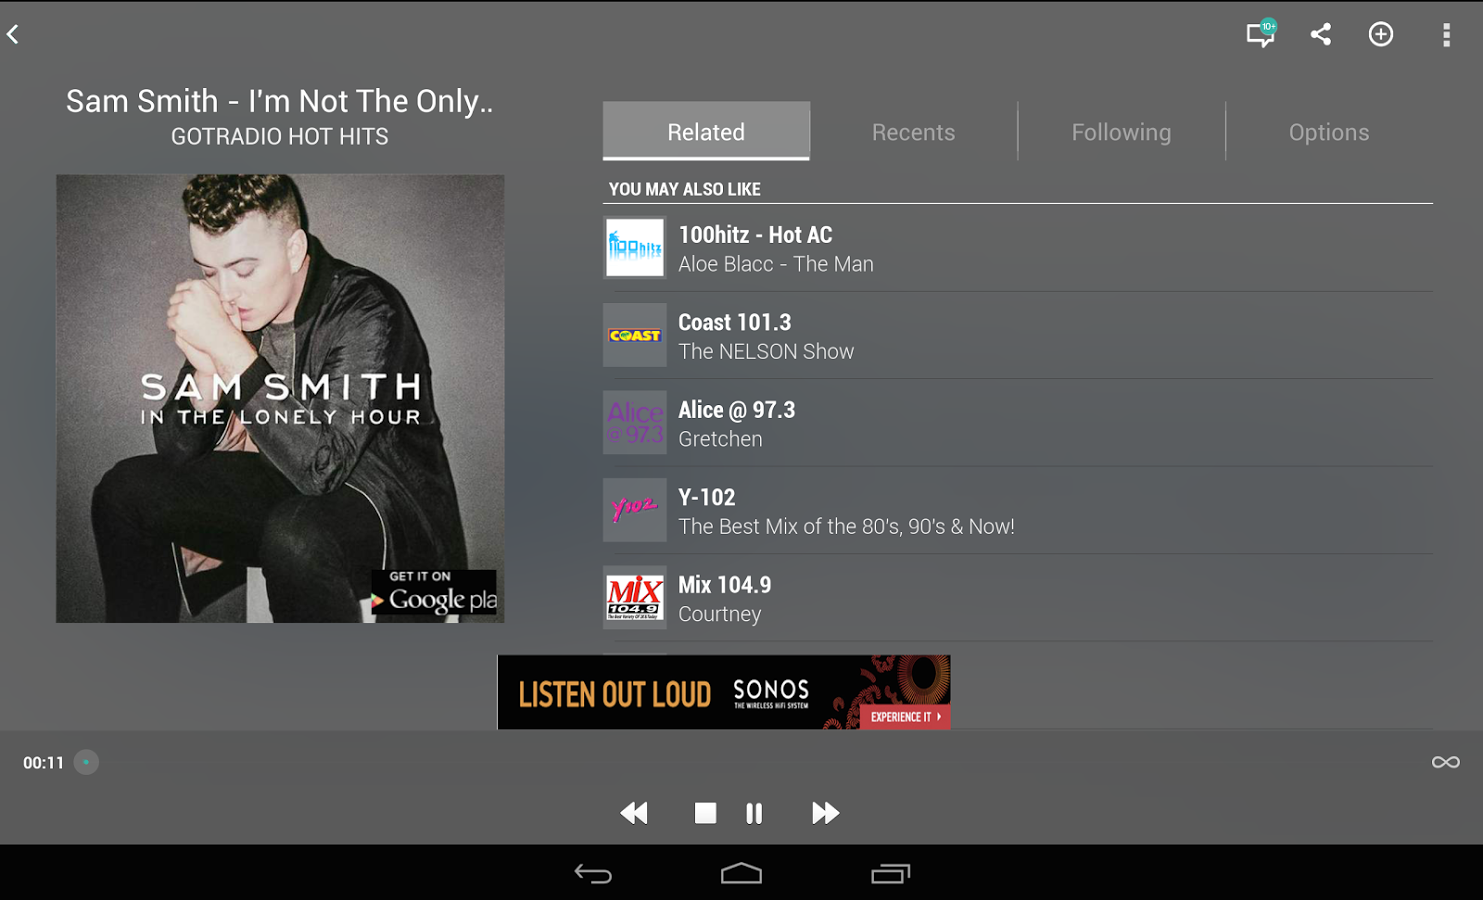 10+
Sam Smith - I'm Not The Only..
GOTRADIO HOT HITS
SAM SMITH
IN THE LONELY HOUR
GET IT ON
Google pla
Related
Recents
Following
Options
YOU MAY ALSO LIKE
100hitz
100hitz - Hot AC
Aloe Blacc - The Man
COAST
Coast 101.3
The NELSON Show
Alice
@ 97.3
Alice @ 97.3
Gretchen
Y102
Y-102
The Best Mix of the 80's, 90's & Now!
MIX
104.9
Mix 104.9
Courtney
LISTEN OUT LOUD
SONOS
THE WIRELESS HIFI SYSTEM
EXPERIENCE IT
00:11